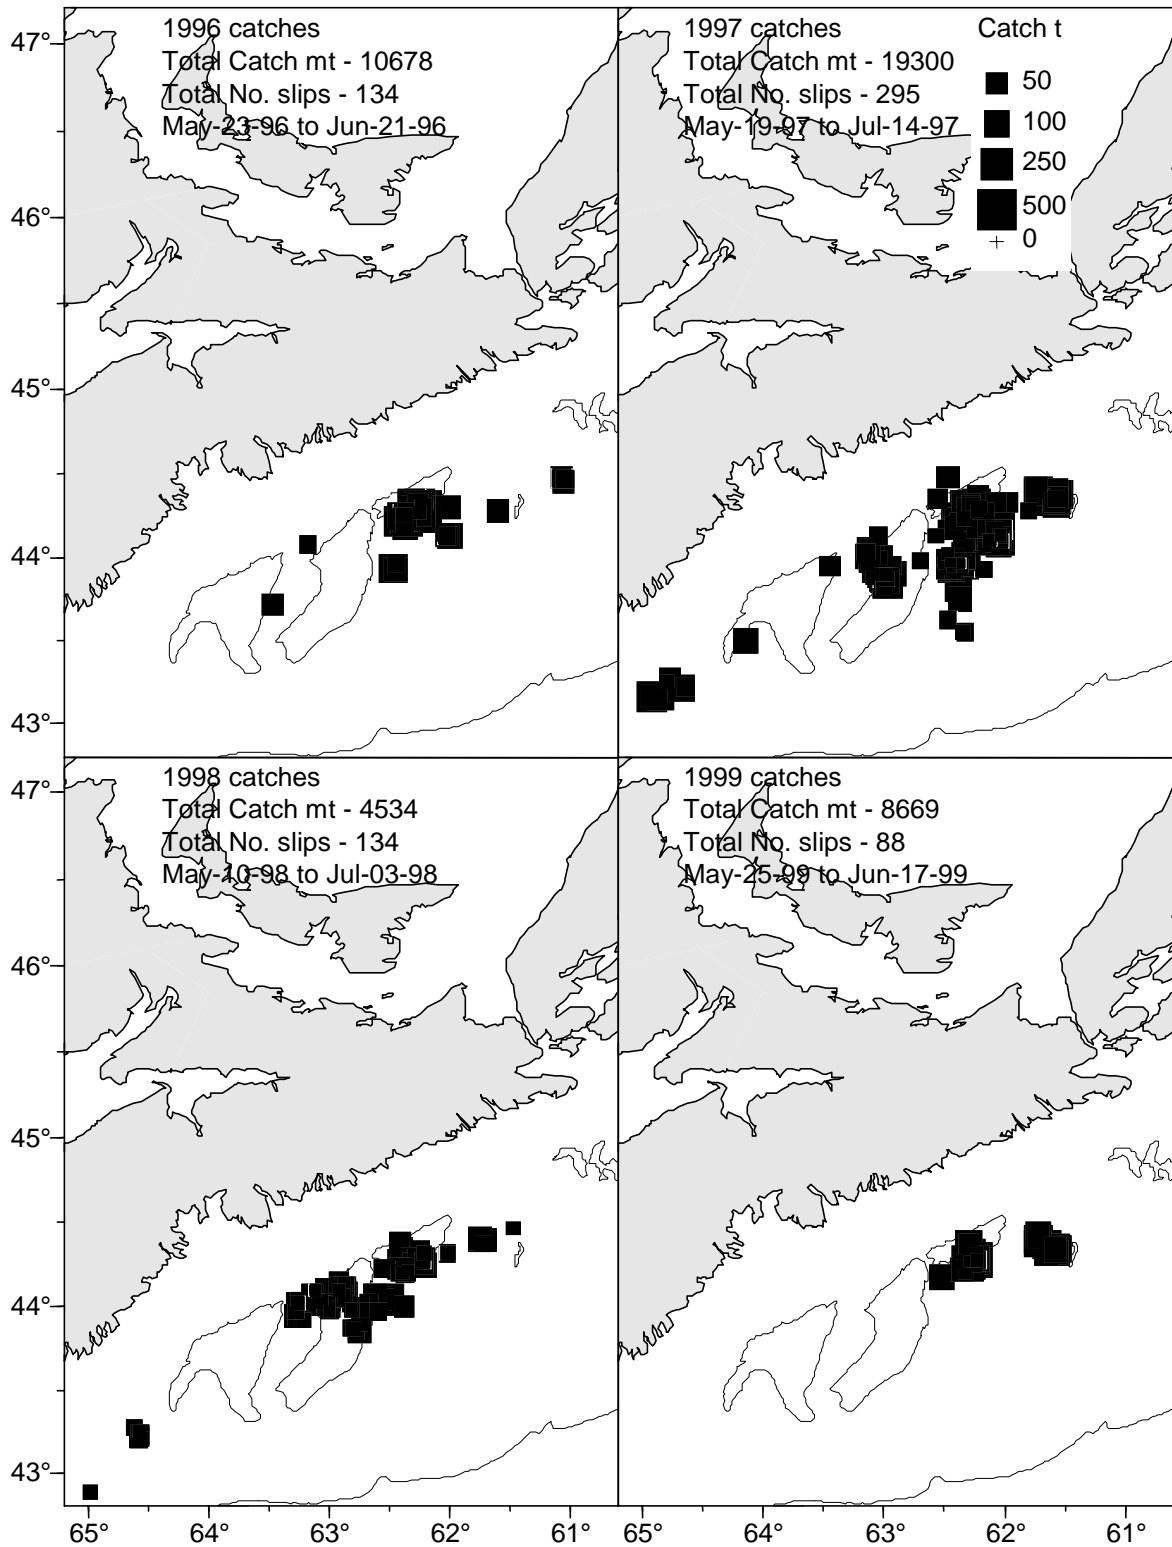 1996 catches
Total Catch mt - 10678
Total No. slips - 134
May-23-96 to Jun-21-96
1997 catches
Total Catch mt - 19300
Total No. slips - 295
May-19-97 to Jul-14-97
Catch t
50
100
250
500
0
47°
46°
45°
44°
43°
1998 catches
Total Catch mt - 4534
Total No. slips - 134
May-10-98 to Jul-03-98
1999 catches
Total Catch mt - 8669
Total No. slips - 88
May-25-99 to Jun-17-99
47°
46°
45°
44°
43°
65° 64° 63° 62° 61° 65° 64° 63° 62° 61°